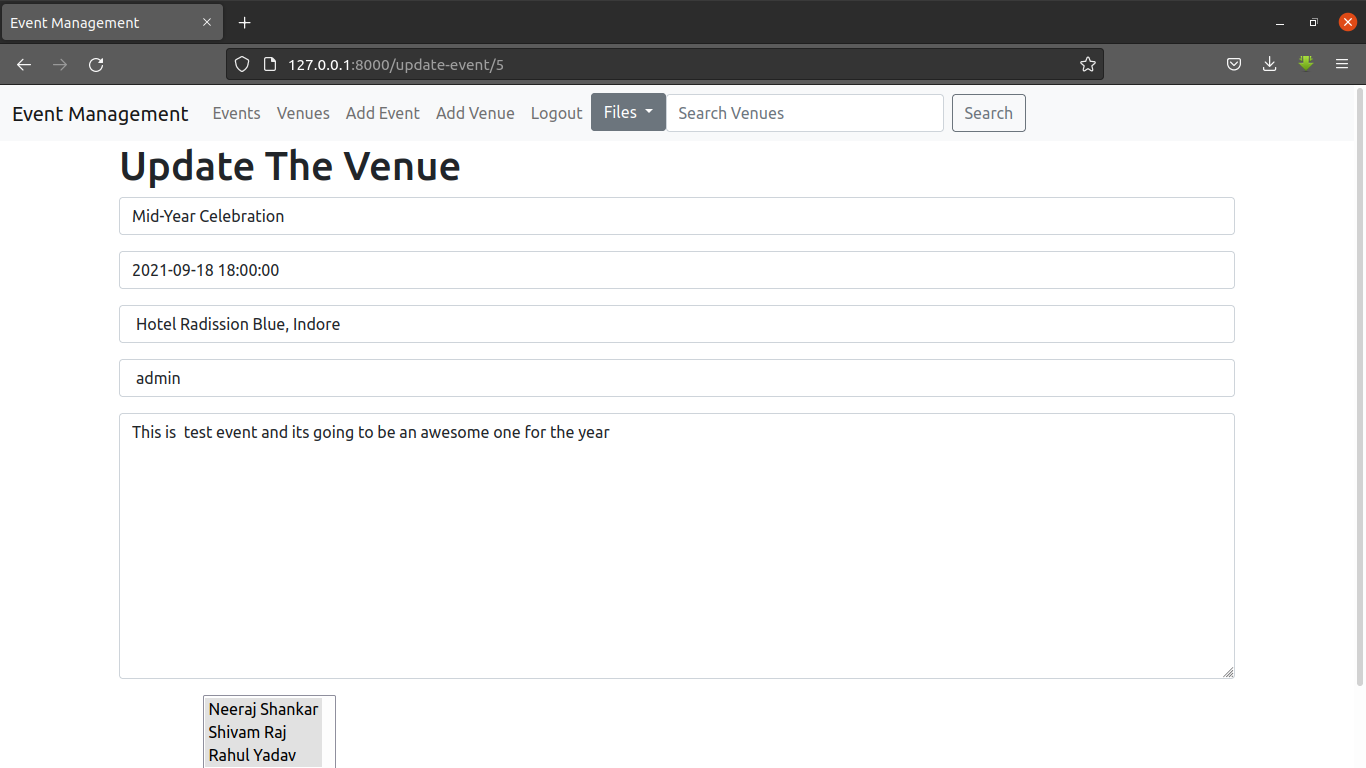 Event Management
127.0.0.1:8000/update-event/5
Event Management Events Venues Add Event Add Venue Logout Files Search Venues Search
Update The Venue
Mid-Year Celebration
2021-09-18 18:00:00
Hotel Radission Blue, Indore
admin
This is  test event and its going to be an awesome one for the year
Neeraj Shankar
Shivam Raj
Rahul Yadav